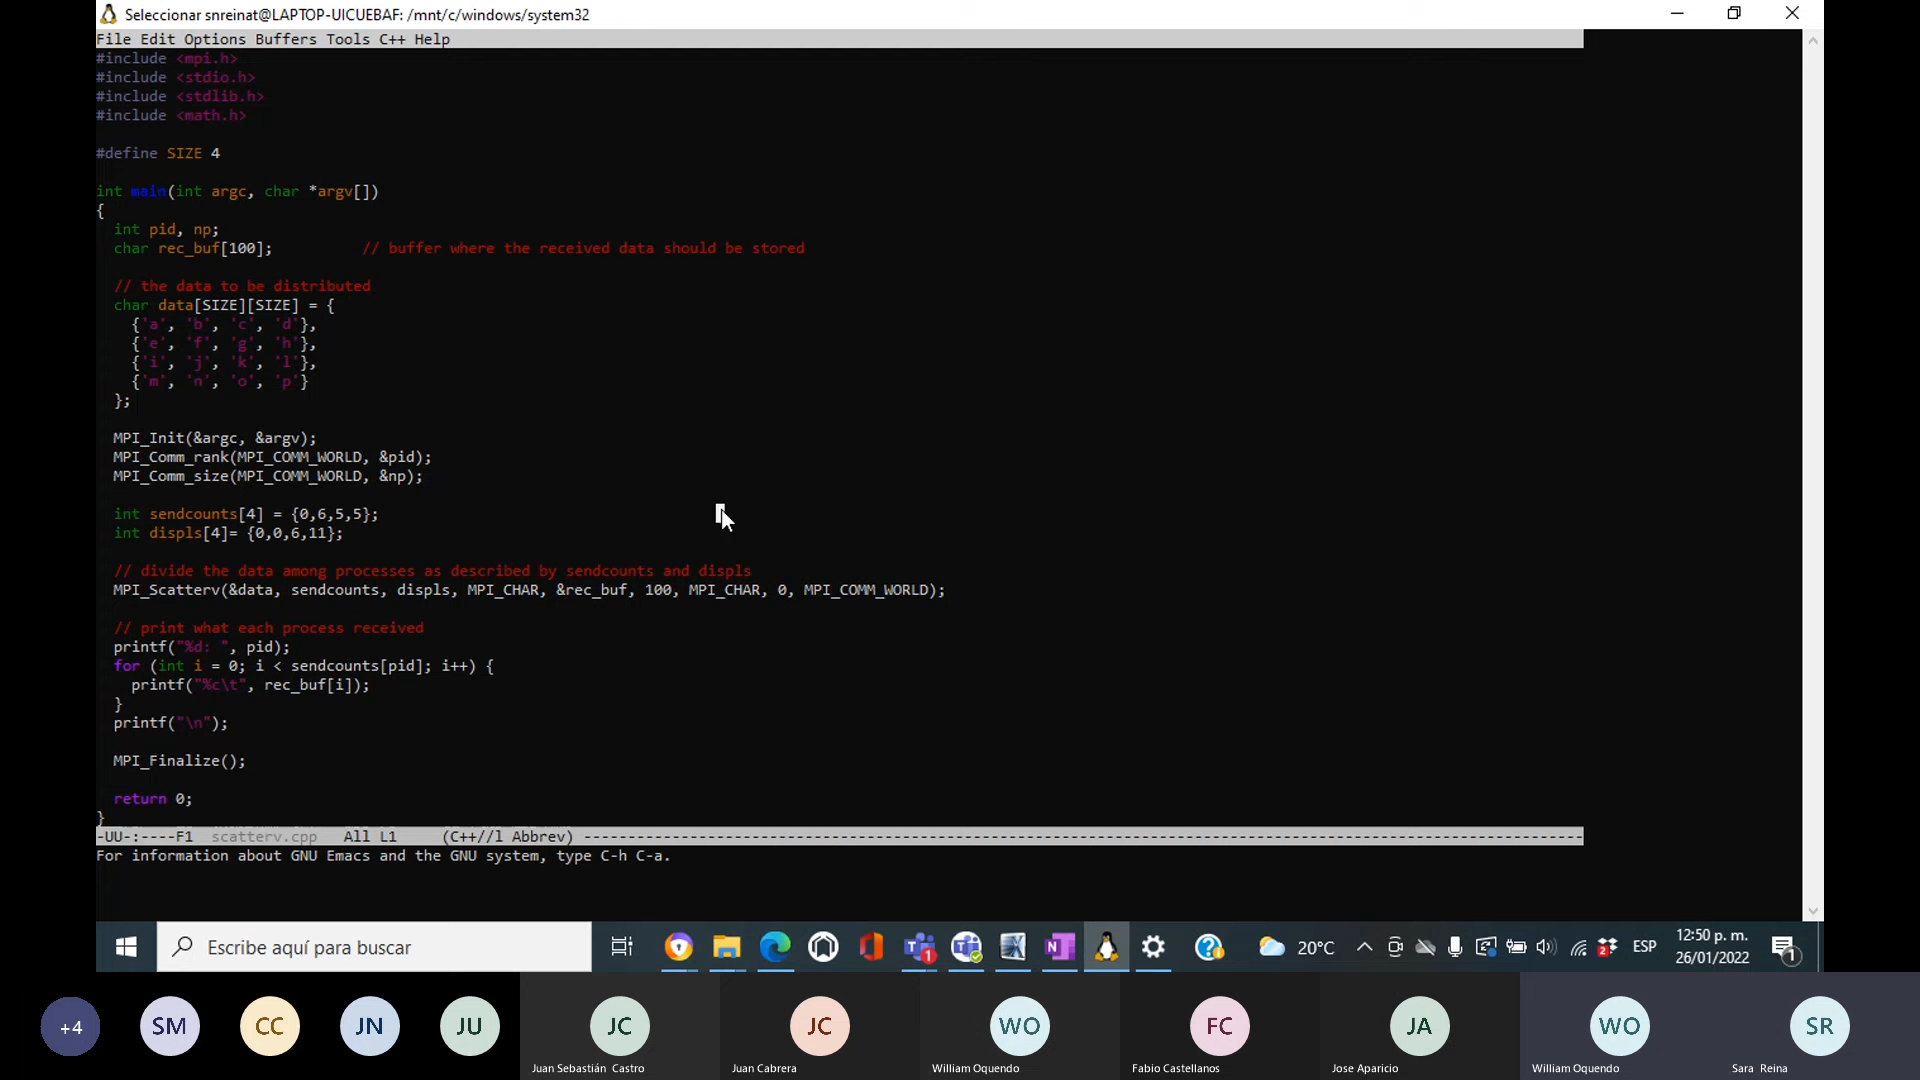 Seleccionar snreinat@LAPTOP-UICUEBAF: /mnt/c/windows/system32
File Edit Options Buffers Tools C++ Help
#include <mpi.h>
#include <stdio.h>
#include <stdlib.h>
#include <math.h>
#define SIZE 4
int main(int argc, char *argv[])
{
int pid, np;
char rec_buf[100]; // buffer where the received data should be stored
// the data to be distributed
char data[SIZE][SIZE] = {
{'a', 'b', 'c', 'd'},
{'e', 'f', 'g', 'h'},
{'i', 'j', 'k', 'l'},
{'m', 'n', 'o', 'p'}
};
MPI_Init(&argc, &argv);
MPI_Comm_rank(MPI_COMM_WORLD, &pid);
MPI_Comm_size(MPI_COMM_WORLD, &np);
int sendcounts[4] = {0,6,5,5};
int displs[4]= {0,0,6,11};
// divide the data among processes as described by sendcounts and displs
MPI_Scatterv(&data, sendcounts, displs, MPI_CHAR, &rec_buf, 100, MPI_CHAR, 0, MPI_COMM_WORLD);
// print what each process received
printf("%d: ", pid);
for (int i = 0; i < sendcounts[pid]; i++) {
printf("%c\t", rec_buf[i]);
}
printf("\n");
MPI_Finalize();
return 0;
}
-UU-:----F1 scatterv.cpp All L1 (C++//l Abbrev) ----------------------------------------------------------------------------------------------------------------
For information about GNU Emacs and the GNU system, type C-h C-a.
Escribe aquí para buscar
1
20°C
2
ESP
12:50 p. m.
26/01/2022
1
+4
SM
CC
JN
JU
JC
JC
WO
FC
JA
WO
SR
Juan Sebastián Castro
Juan Cabrera
William Oquendo
Fabio Castellanos
Jose Aparicio
William Oquendo
Sara Reina